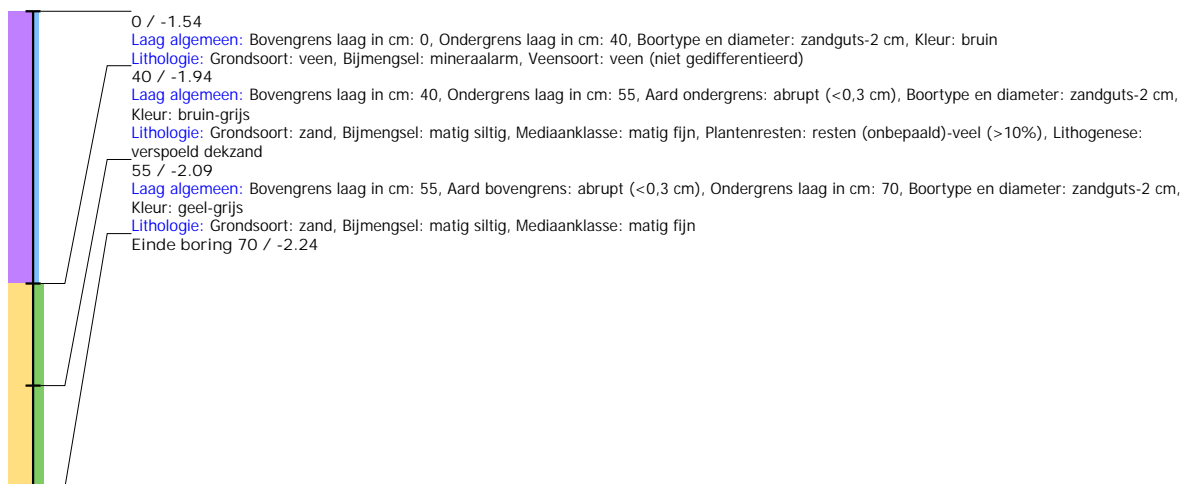 0 / -1.54
Laag algemeen: Bovengrens laag in cm: 0, Ondergrens laag in cm: 40, Boortype en diameter: zandguts-2 cm, Kleur: bruin
Lithologie: Grondsoort: veen, Bijmengsel: mineraalarm, Veensoort: veen (niet gedifferentieerd)
40 / -1.94
Laag algemeen: Bovengrens laag in cm: 40, Ondergrens laag in cm: 55, Aard ondergrens: abrupt (<0,3 cm), Boortype en diameter: zandguts-2 cm,
Kleur: bruin-grijs
Lithologie: Grondsoort: zand, Bijmengsel: matig siltig, Mediaanklasse: matig fijn, Plantenresten: resten (onbepaald)-veel (>10%), Lithogenese:
verspoeld dekzand
55 / -2.09
Laag algemeen: Bovengrens laag in cm: 55, Aard bovengrens: abrupt (<0,3 cm), Ondergrens laag in cm: 70, Boortype en diameter: zandguts-2 cm,
Kleur: geel-grijs
Lithologie: Grondsoort: zand, Bijmengsel: matig siltig, Mediaanklasse: matig fijn
Einde boring 70 / -2.24